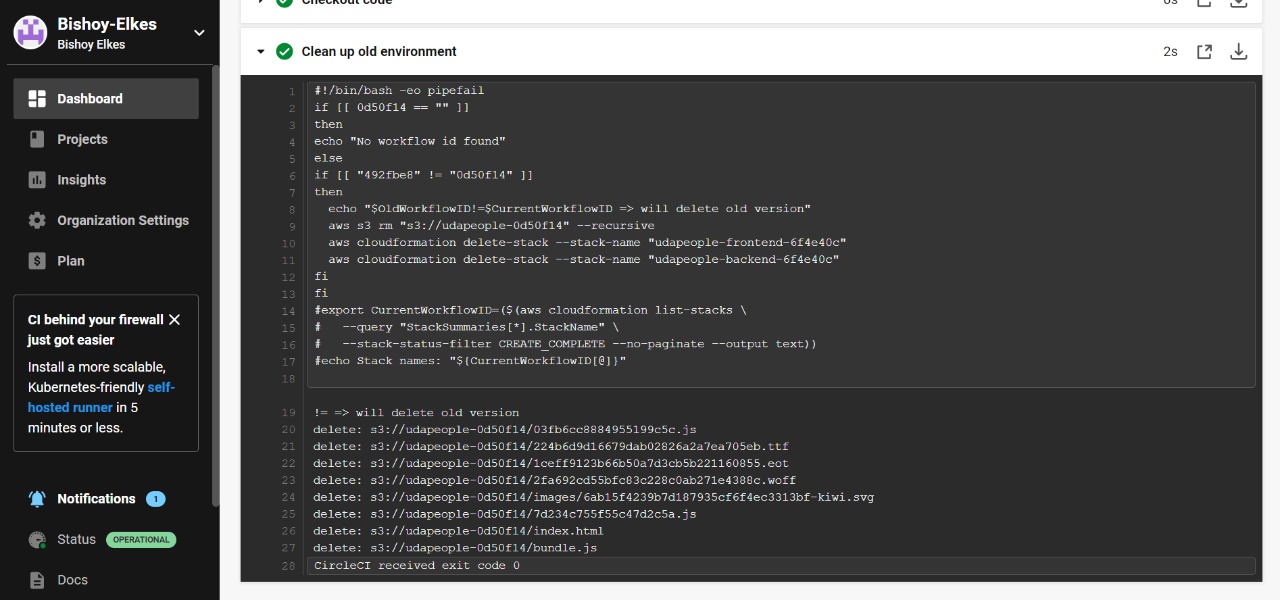 Bishoy-Elkes
Bishoy Elkes
Dashboard
Projects
Insights
Organization Settings
Plan
CI behind your firewall
just got easier
Install a more scalable,
Kubernetes-friendly self-
hosted runner in 5
minutes or less.
Notifications 1
Status OPERATIONAL
Docs
Checkout code 0s
Clean up old environment 2s
1 #!/bin/bash -eo pipefail
2 if [[ 0d50f14 == "" ]]
3 then
4 echo "No workflow id found"
5 else
6 if [[ "492fbe8" != "0d50f14" ]]
7 then
8 echo "$OldWorkflowID!=$CurrentWorkflowID => will delete old version"
9 aws s3 rm "s3://udapeople-0d50f14" --recursive
10 aws cloudformation delete-stack --stack-name "udapeople-frontend-6f4e40c"
11 aws cloudformation delete-stack --stack-name "udapeople-backend-6f4e40c"
12 fi
13 fi
14 #export CurrentWorkflowID=($(aws cloudformation list-stacks \
15 # --query "StackSummaries[*].StackName" \
16 # --stack-status-filter CREATE_COMPLETE --no-paginate --output text))
17 #echo Stack names: "${CurrentWorkflowID[@]}"
18
19 != => will delete old version
20 delete: s3://udapeople-0d50f14/03fb6cc8884955199c5c.js
21 delete: s3://udapeople-0d50f14/224b6d9d16679dab02826a2a7ea705eb.ttf
22 delete: s3://udapeople-0d50f14/1ceff9123b66b50a7d3cb5b221160855.eot
23 delete: s3://udapeople-0d50f14/2fa692cd55bfc83c228c0ab271e4388c.woff
24 delete: s3://udapeople-0d50f14/images/6ab15f4239b7d187935cf6f4ec3313bf-kiwi.svg
25 delete: s3://udapeople-0d50f14/7d234c755f55c47d2c5a.js
26 delete: s3://udapeople-0d50f14/index.html
27 delete: s3://udapeople-0d50f14/bundle.js
28 CircleCI received exit code 0